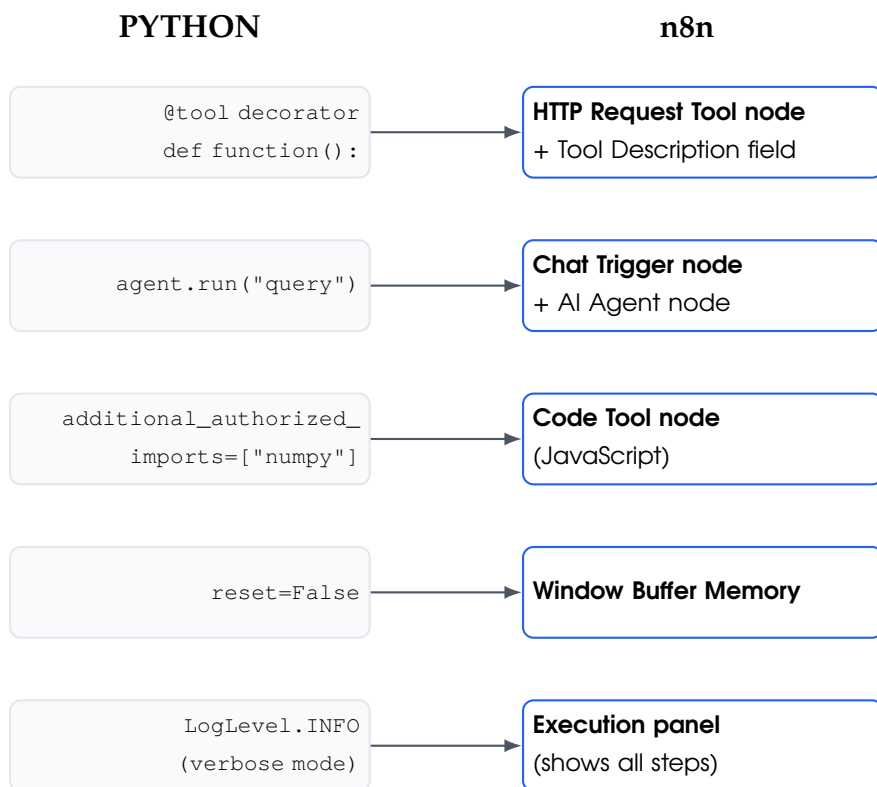 PYTHON
n8n
@tool decorator
def function():
HTTP Request Tool node
+ Tool Description field
agent.run("query")
Chat Trigger node
+ AI Agent node
additional_authorized_
imports=["numpy"]
Code Tool node
(JavaScript)
reset=False
Window Buffer Memory
LogLevel.INFO
(verbose mode)
Execution panel
(shows all steps)